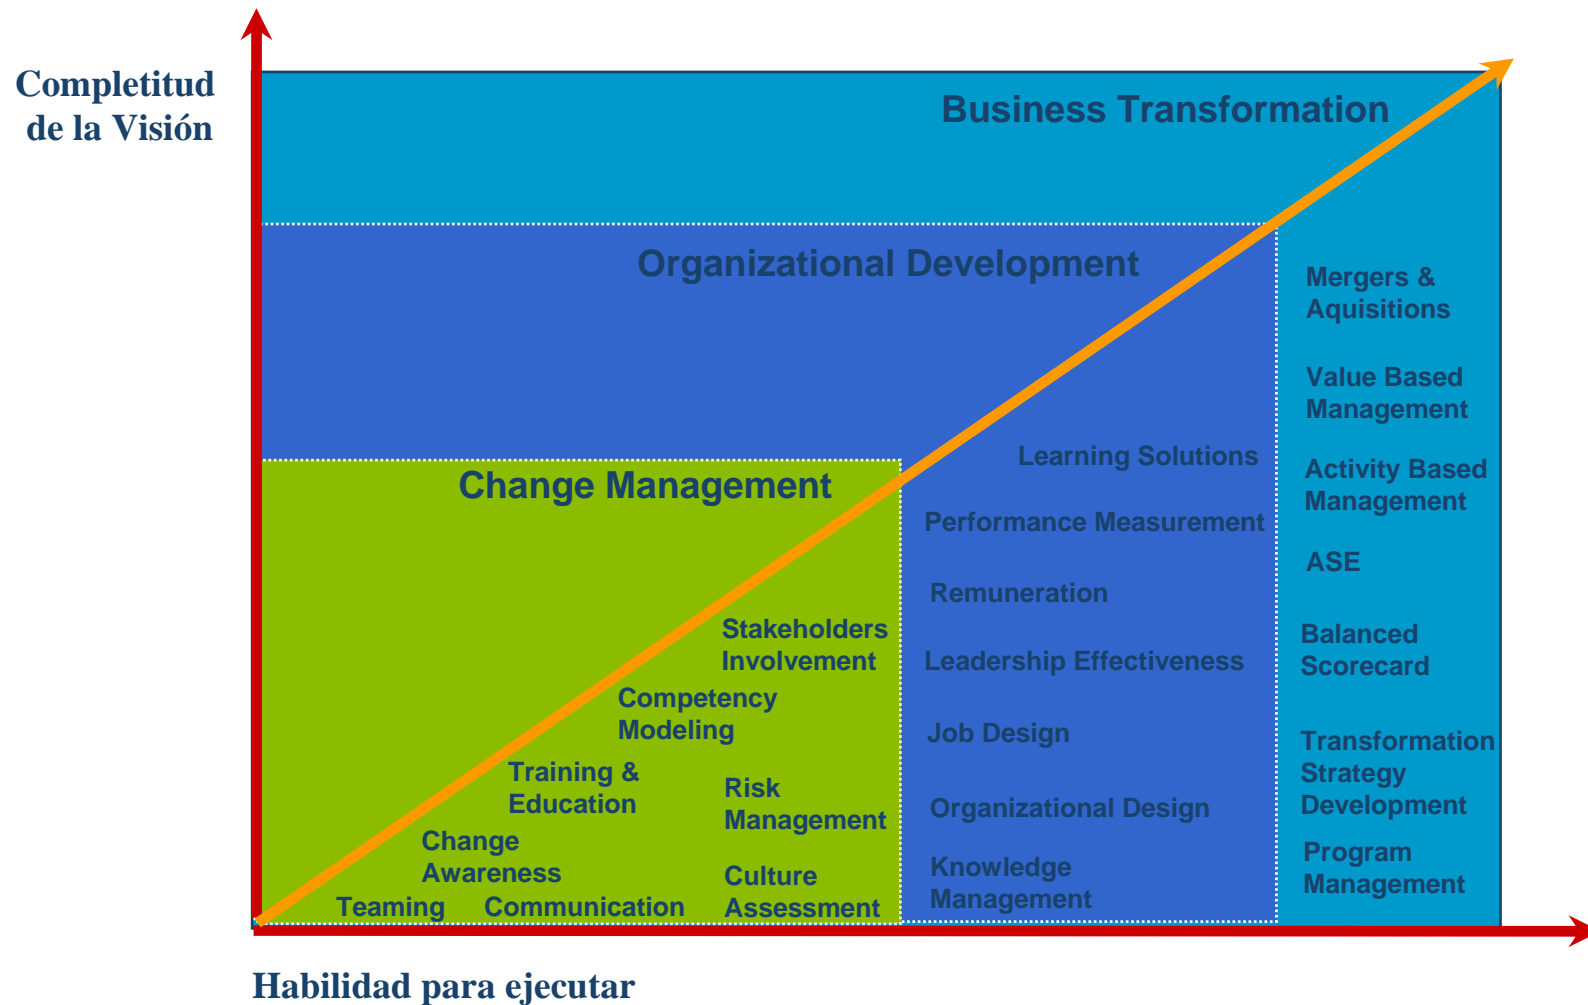 Completitud
de la Visión
Business Transformation
Organizational Development
Mergers &
Aquisitions
Value Based
Management
Learning Solutions
Activity Based
Management
Change Management
Performance Measurement
ASE
Remuneration
Stakeholders
Involvement
Leadership Effectiveness
Balanced
Scorecard
Competency
Modeling
Job Design
Transformation
Strategy
Development
Training &
Education
Risk
Management
Organizational Design
Change
Awareness
Culture
Assessment
Knowledge
Management
Program
Management
Teaming
Communication
Habilidad para ejecutar